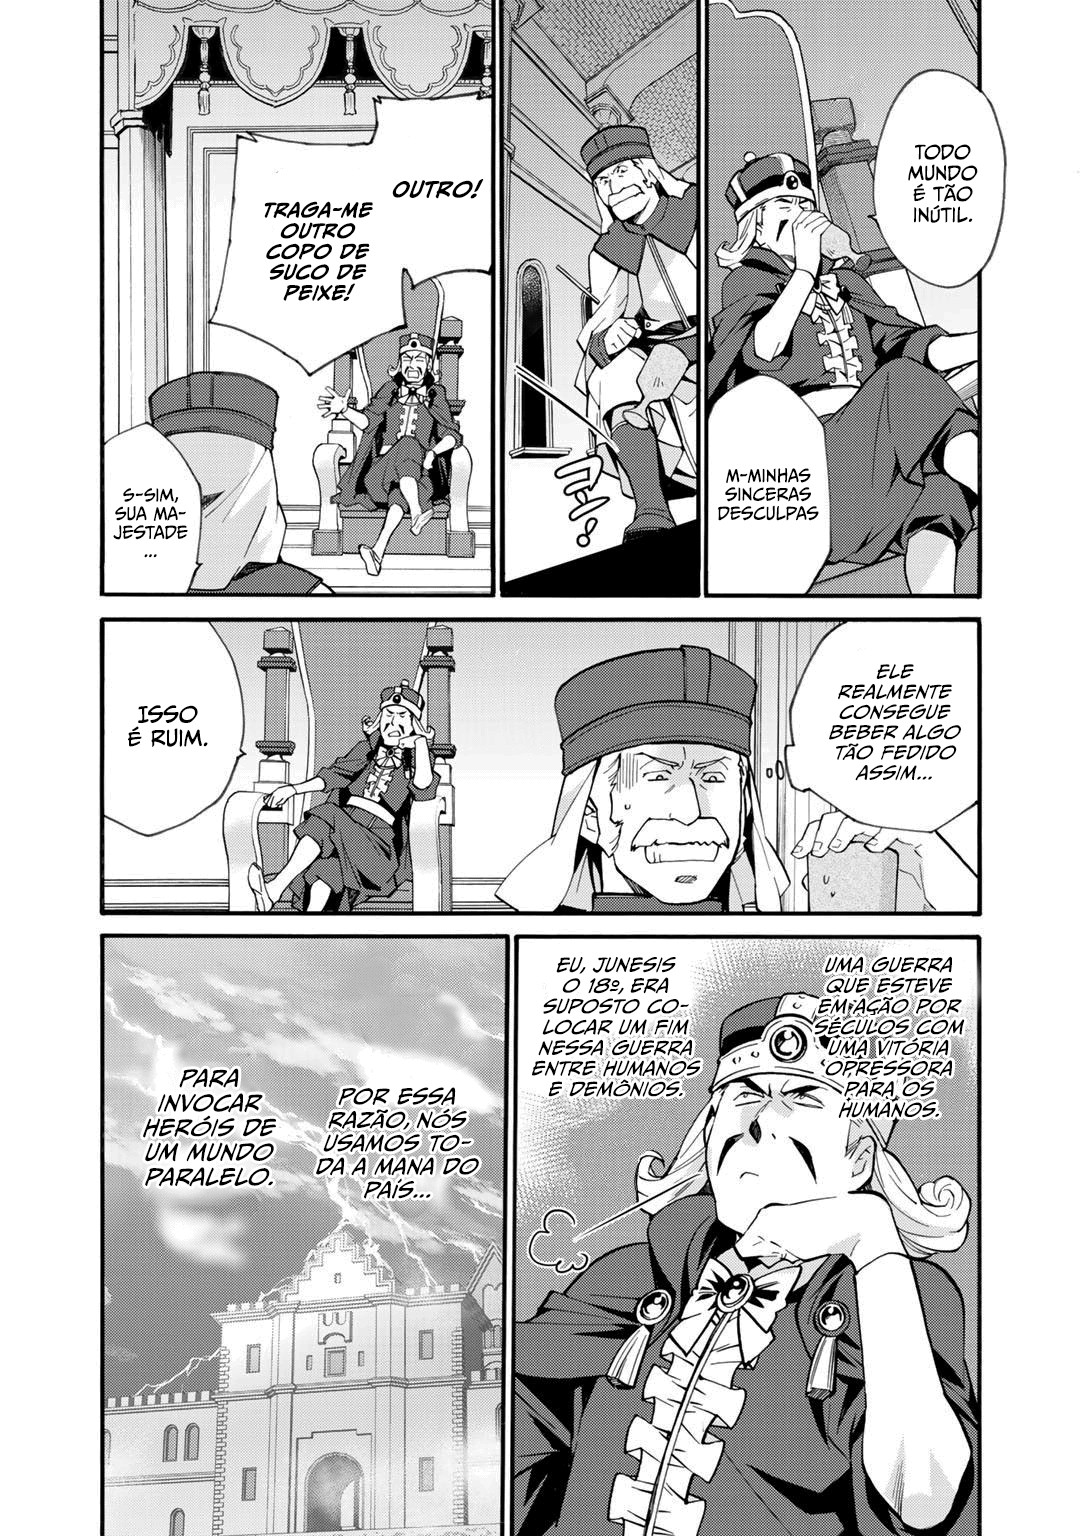 TODO
MUNDO
É TÃO
INÚTIL.
M-MINHAS
SINCERAS
DESCULPAS
OUTRO!
TRAGA-ME
OUTRO
COPO DE
SUCO DE
PEIXE!
S-SIM,
SUA MA-
JESTADE
...
ELE
REALMENTE
CONSEGUE
BEBER ALGO
TÃO FEDIDO
ASSIM...
ISSO
É RUIM.
UMA GUERRA
QUE ESTEVE
EM AÇÃO POR
SÉCULOS COM
UMA VITÓRIA
OPRESSORA
PARA OS
HUMANOS.
EU, JUNESIS
O 18º, ERA
SUPOSTO CO-
LOCAR UM FIM
NESSA GUERRA
ENTRE HUMANOS
E DEMÔNIOS.
POR ESSA
RAZÃO, NÓS
USAMOS TO-
DA A MANA DO
PAÍS...
PARA
INVOCAR
HERÓIS DE
UM MUNDO
PARALELO.